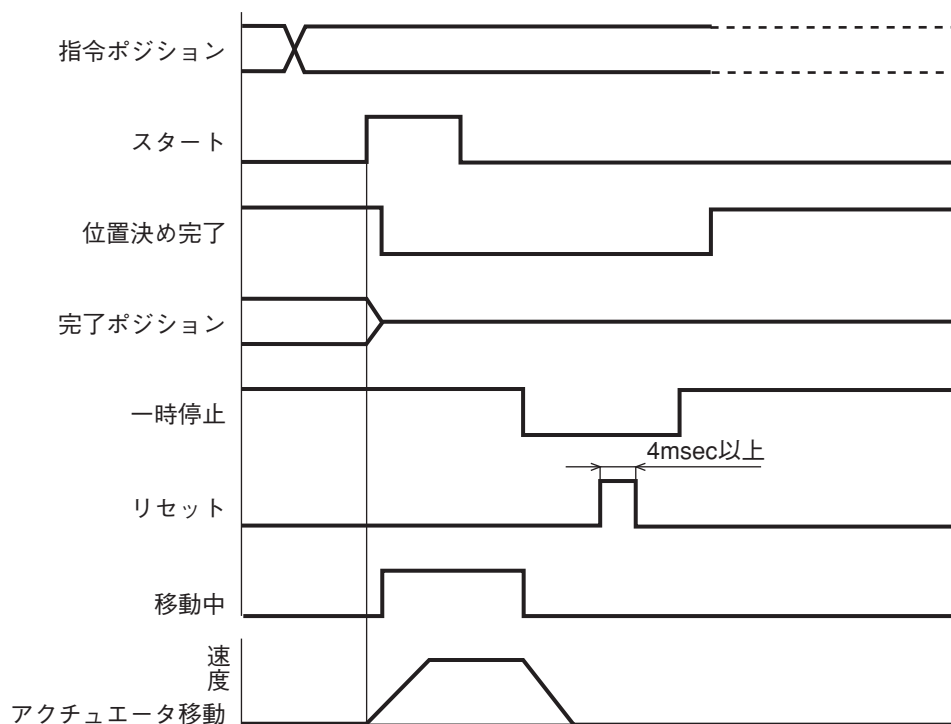 指令ポジション
スタート
位置決め完了
完了ポジション
一時停止
4msec以上
リセット
移動中
速度
アクチュエータ移動